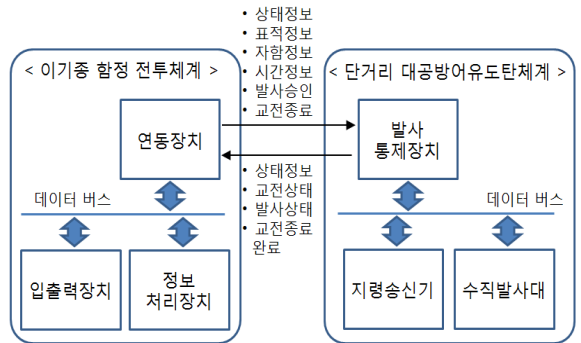 • 상태정보
• 표적정보
• 자함정보
• 시간정보
• 발사승인
• 교전종료
< 이기종 함정 전투체계 >
< 단거리 대공방어유도탄체계 >
연동장치
발사
통제장치
• 상태정보
• 교전상태
• 발사상태
• 교전종료
완료
데이터 버스
데이터 버스
입출력장치
정보
처리장치
지령송신기
수직발사대